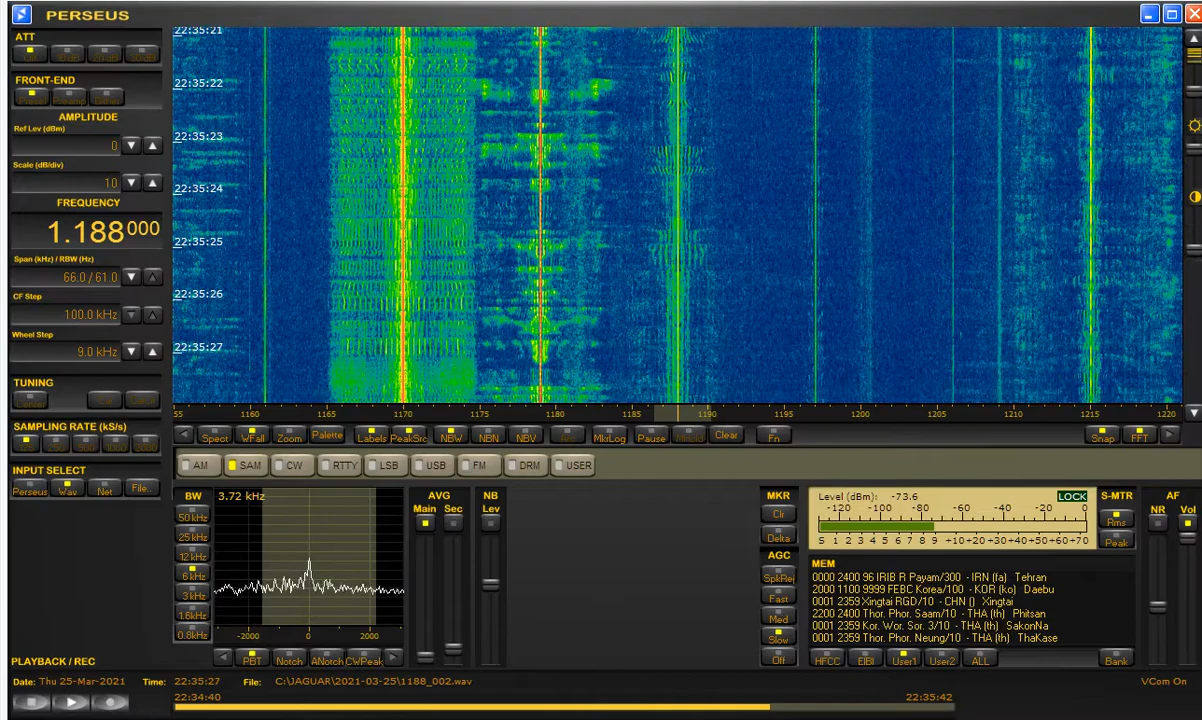 PERSEUS
ATT
FRONT-END
Presel Preamp Dither
AMPLITUDE
Ref Lev (dBm)
0
Scale (dB/div)
10
FREQUENCY
1.188000
Span (kHz) / RBW (Hz)
66.0 / 61.0
CF Step
100.0 kHz
Wheel Step
9.0 kHz
TUNING
SAMPLING RATE (kS/s)
INPUT SELECT
Perseus Wav Net File..
22:35:21
22:35:22
22:35:23
22:35:24
22:35:25
22:35:26
22:35:27
55 1160 1165 1170 1175 1180 1185 1190 1195 1200 1205 1210 1215 1220
Spect WFall Zoom Palette Labels PeakSrc NBW NBN NBV MkrLog Pause Clear Fn Snap FFT
AM SAM CW RTTY LSB USB FM DRM USER
BW
50 kHz
25 kHz
12 kHz
6 kHz
3 kHz
1.6kHz
0.8kHz
3.72 kHz
-2000 0 2000
PBT Notch ANotch CWPeak
AVG
Main Sec
NB
Lev
MKR
Clr
Delta
AGC
SpkRej
Fast
Med
Slow
Off
Level (dBm): -73.6 LOCK
-120 -100 -80 -60 -40 -20 0
S 1 2 3 4 5 6 7 8 9 +10 +20 +30 +40 +50 +60 +70
S-MTR
Rms
Peak
AF
NR Vol
MEM
0000 2400 96 IRIB R Payam/300 - IRN (fa) Tehran
2000 1100 9999 FEBC Korea/100 - KOR (ko) Daebu
0001 2359 Xingtai RGD/10 - CHN () Xingtai
2200 2400 Thor. Phor. Saam/10 - THA (th) Phitsan
0001 2359 Kor. Wor. Sor. 3/10 - THA (th) SakonNa
0001 2359 Thor. Phor. Neung/10 - THA (th) ThaKase
HFCC EIBI User1 User2 ALL Bank
PLAYBACK / REC
Date: Thu 25-Mar-2021 Time: 22:35:27 File: C:\JAGUAR\2021-03-25\1188_002.wav VCom On
22:34:40 22:35:42